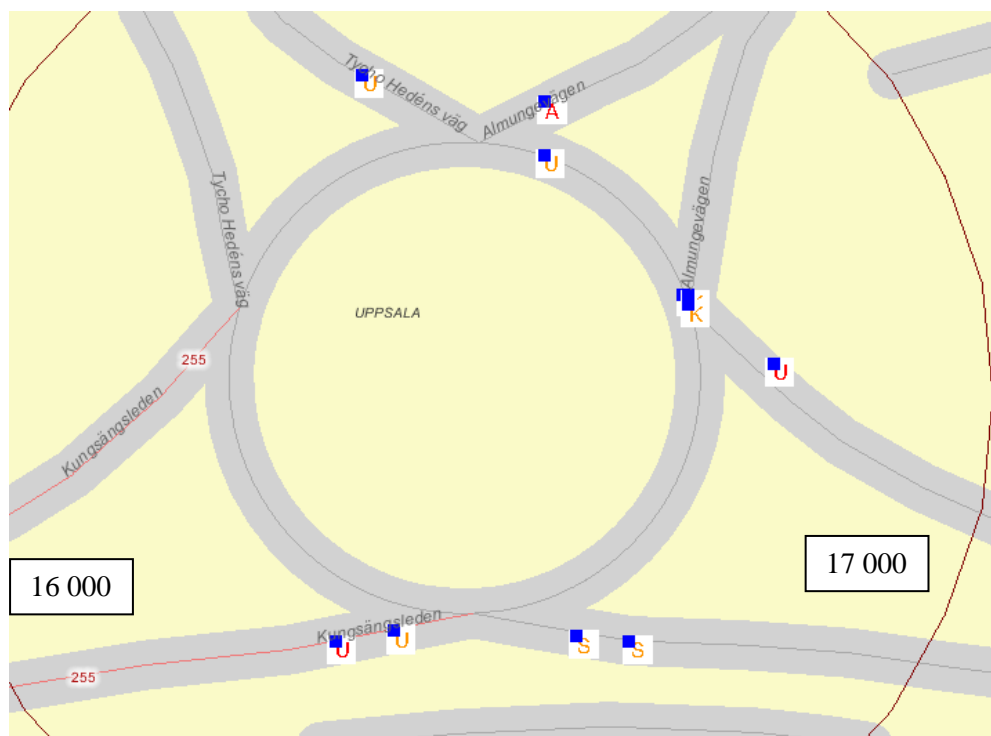 Tycho Hedéns väg
U
A
Almungevägen
U
Tycho Hedéns väg
Almungevägen
UPPSALA
K
255
U
Kungsängsleden
17 000
16 000
Kungsängsleden
U
U
S
S
255